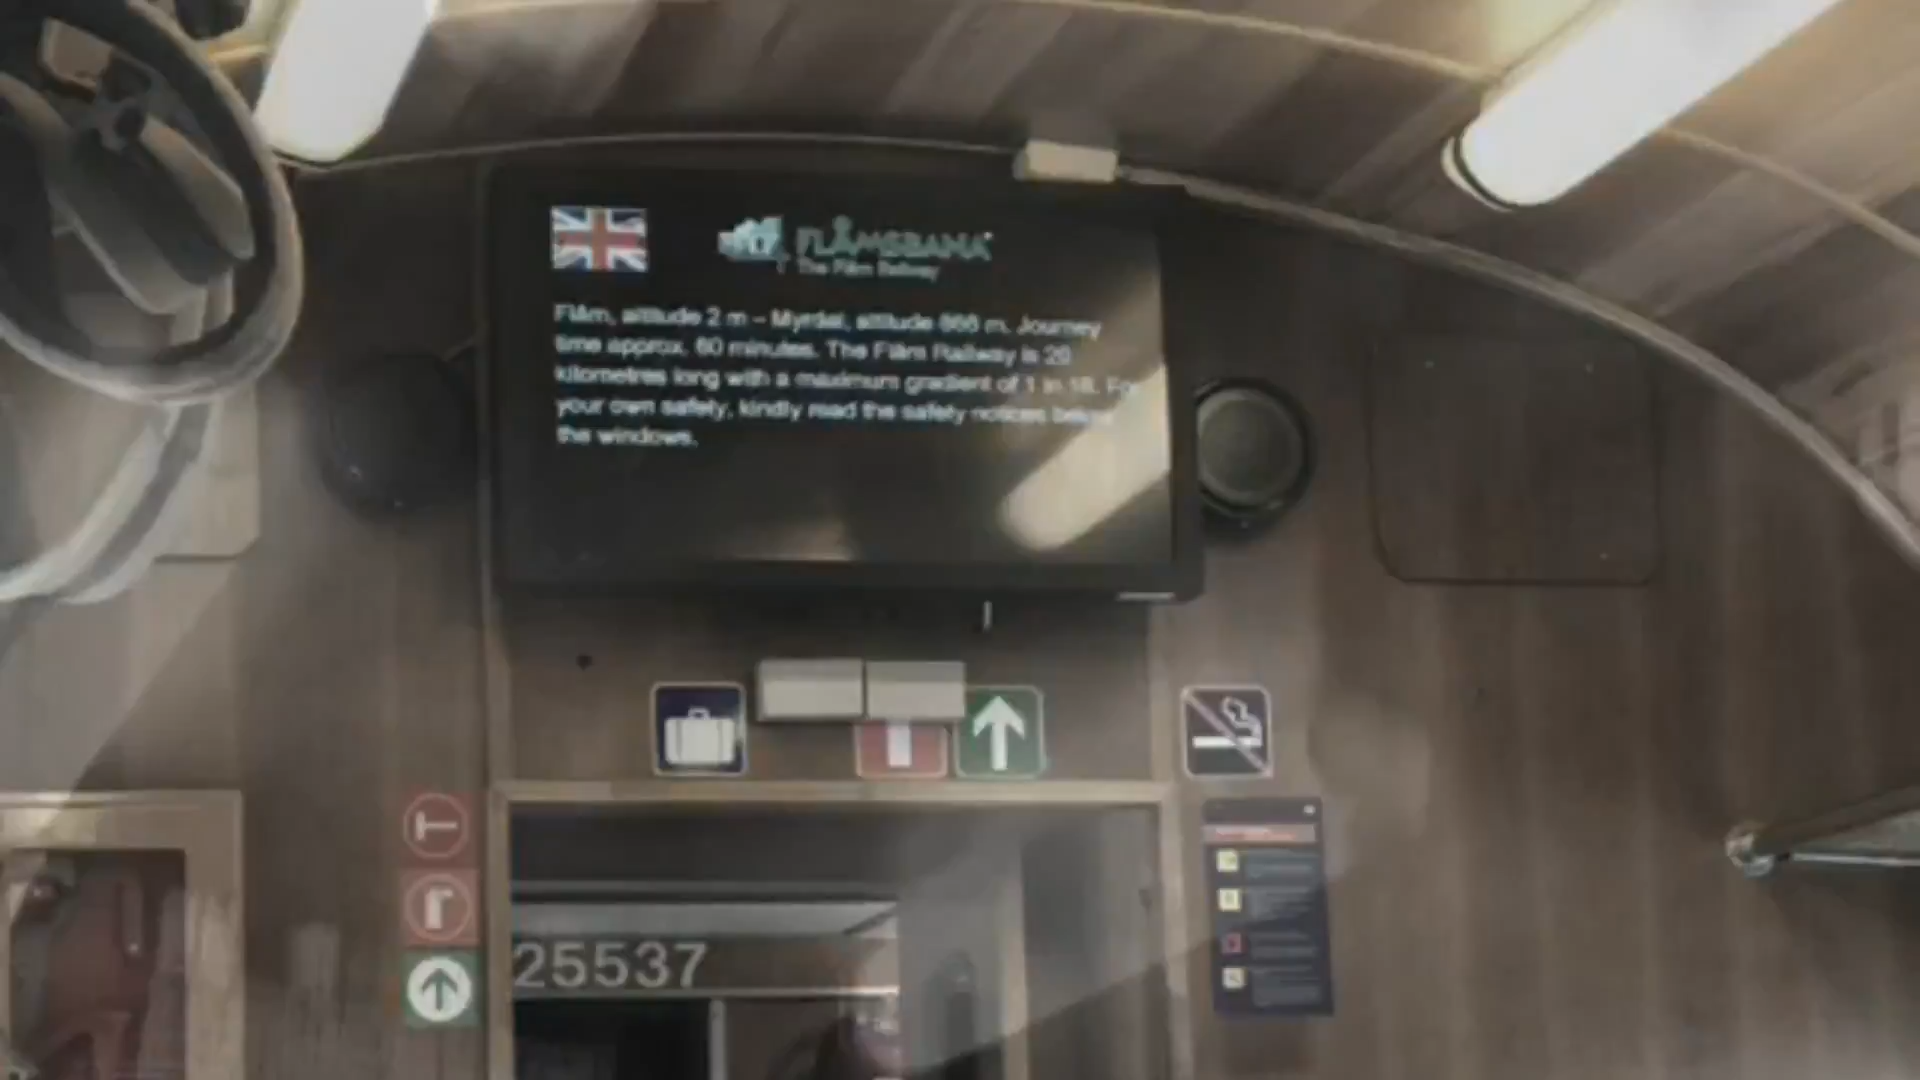 FLÅMSBANA
The Flåm Railway
Flåm, altitude 2 m – Myrdal, altitude 866 m. Journey
time approx. 60 minutes. The Flåm Railway is 20
kilometres long with a maximum gradient of 1 in 18. For
your own safety, kindly read the safety notices below
the windows.
25537